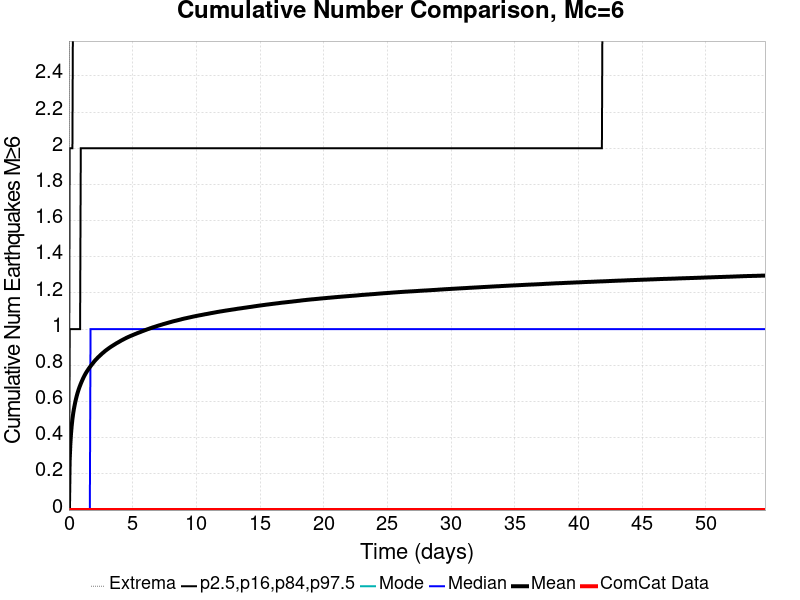 Cumulative Number Comparison, Mc=6
Cumulative Num Earthquakes M≥6
2.4
2.2
2
1.8
1.6
1.4
1.2
1
0.8
0.6
0.4
0.2
0
0 5 10 15 20 25 30 35 40 45 50
Time (days)
Extrema p2.5,p16,p84,p97.5 Mode Median Mean ComCat Data